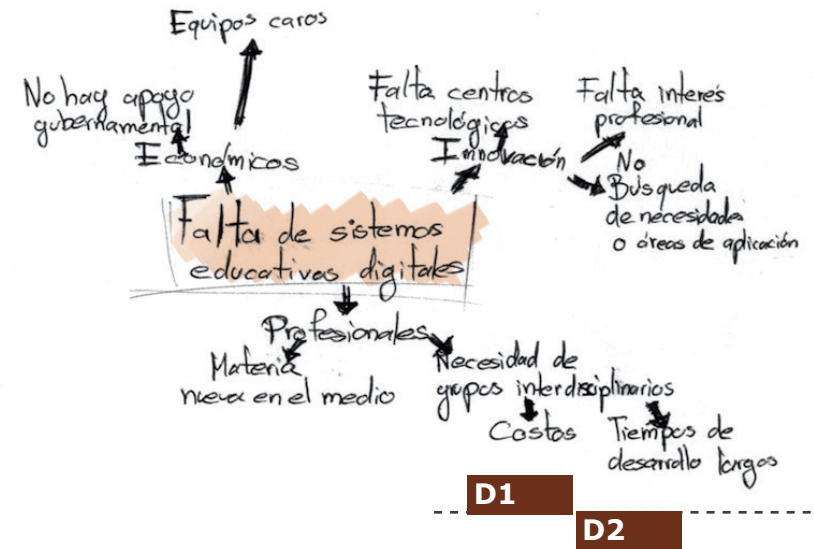 Equipos caros
No hay apoyo
gubernamental
Económicos
Falta centros
tecnológicos
Innovación
Falta interés
profesional
No
Búsqueda
de necesidades
o áreas de aplicación
Falta de sistemas
educativos digitales
Profesionales
Materia
nueva en el medio
Necesidad de
grupos interdisciplinarios
Costos
Tiempos de
desarrollo largos
D1
D2